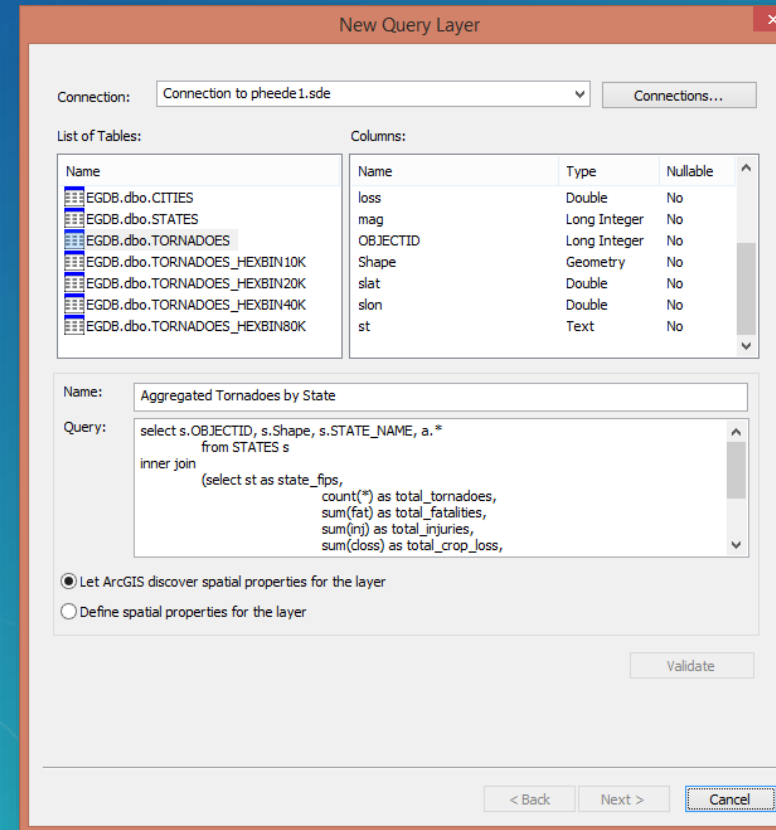 New Query Layer
Connection: Connection to pheede1.sde Connections...
List of Tables: Columns:
Name Name Type Nullable
EGDB.dbo.CITIES loss Double No
EGDB.dbo.STATES mag Long Integer No
EGDB.dbo.TORNADOES OBJECTID Long Integer No
EGDB.dbo.TORNADOES_HEXBIN10K Shape Geometry No
EGDB.dbo.TORNADOES_HEXBIN20K slat Double No
EGDB.dbo.TORNADOES_HEXBIN40K slon Double No
EGDB.dbo.TORNADOES_HEXBIN80K st Text No
Name: Aggregated Tornadoes by State
Query: select s.OBJECTID, s.Shape, s.STATE_NAME, a.*
from STATES s
inner join
(select st as state_fips,
count(*) as total_tornadoes,
sum(fat) as total_fatalities,
sum(inj) as total_injuries,
sum(closs) as total_crop_loss,
Let ArcGIS discover spatial properties for the layer
Define spatial properties for the layer
Validate
< Back Next > Cancel